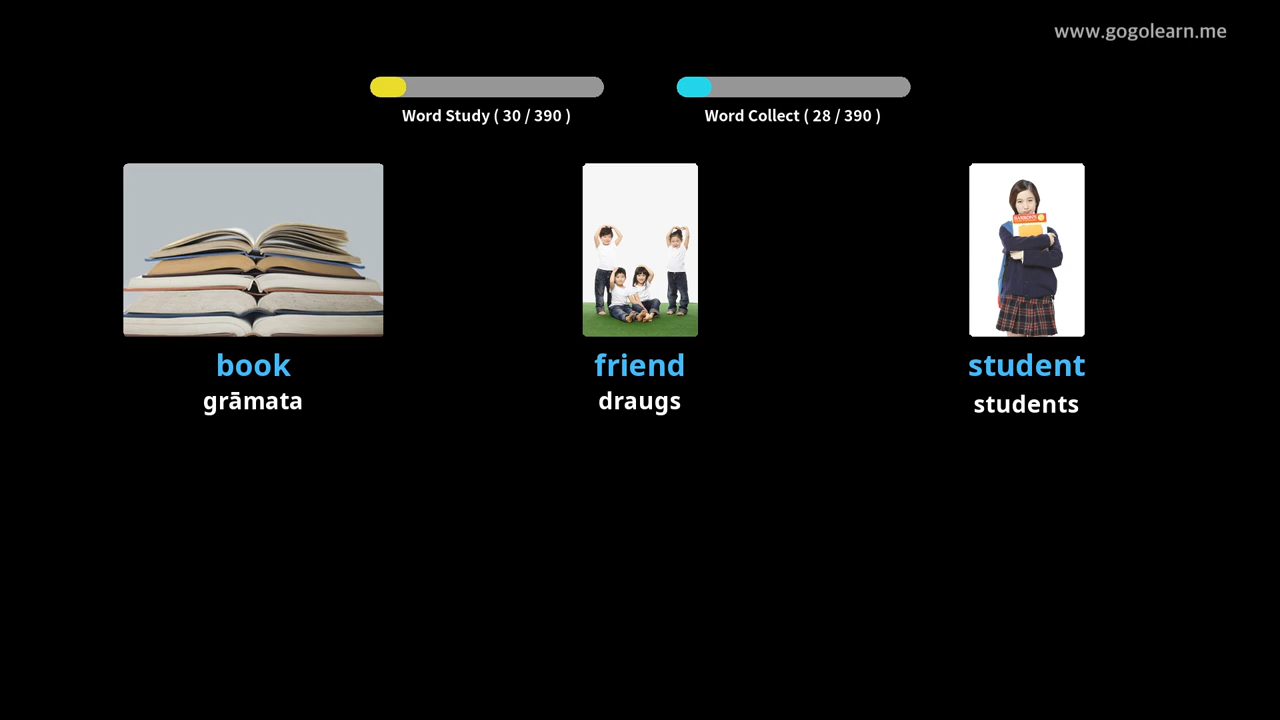 www.gogolearn.me
Word Study ( 30 / 390 )
Word Collect ( 28 / 390 )
book
grāmata
friend
draugs
student
students